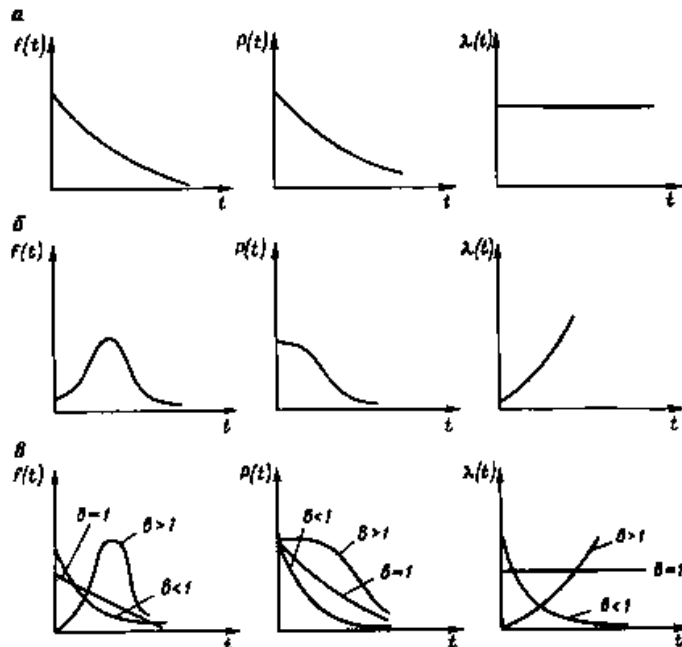 а
f(t) P(t) λ(t)
t t t
б
f(t) P(t) λ(t)
t t t
в
f(t) P(t) λ(t)
в=1 в>1 в<1
в<1 в>1 в=1
в>1 в=1 в<1
t t t